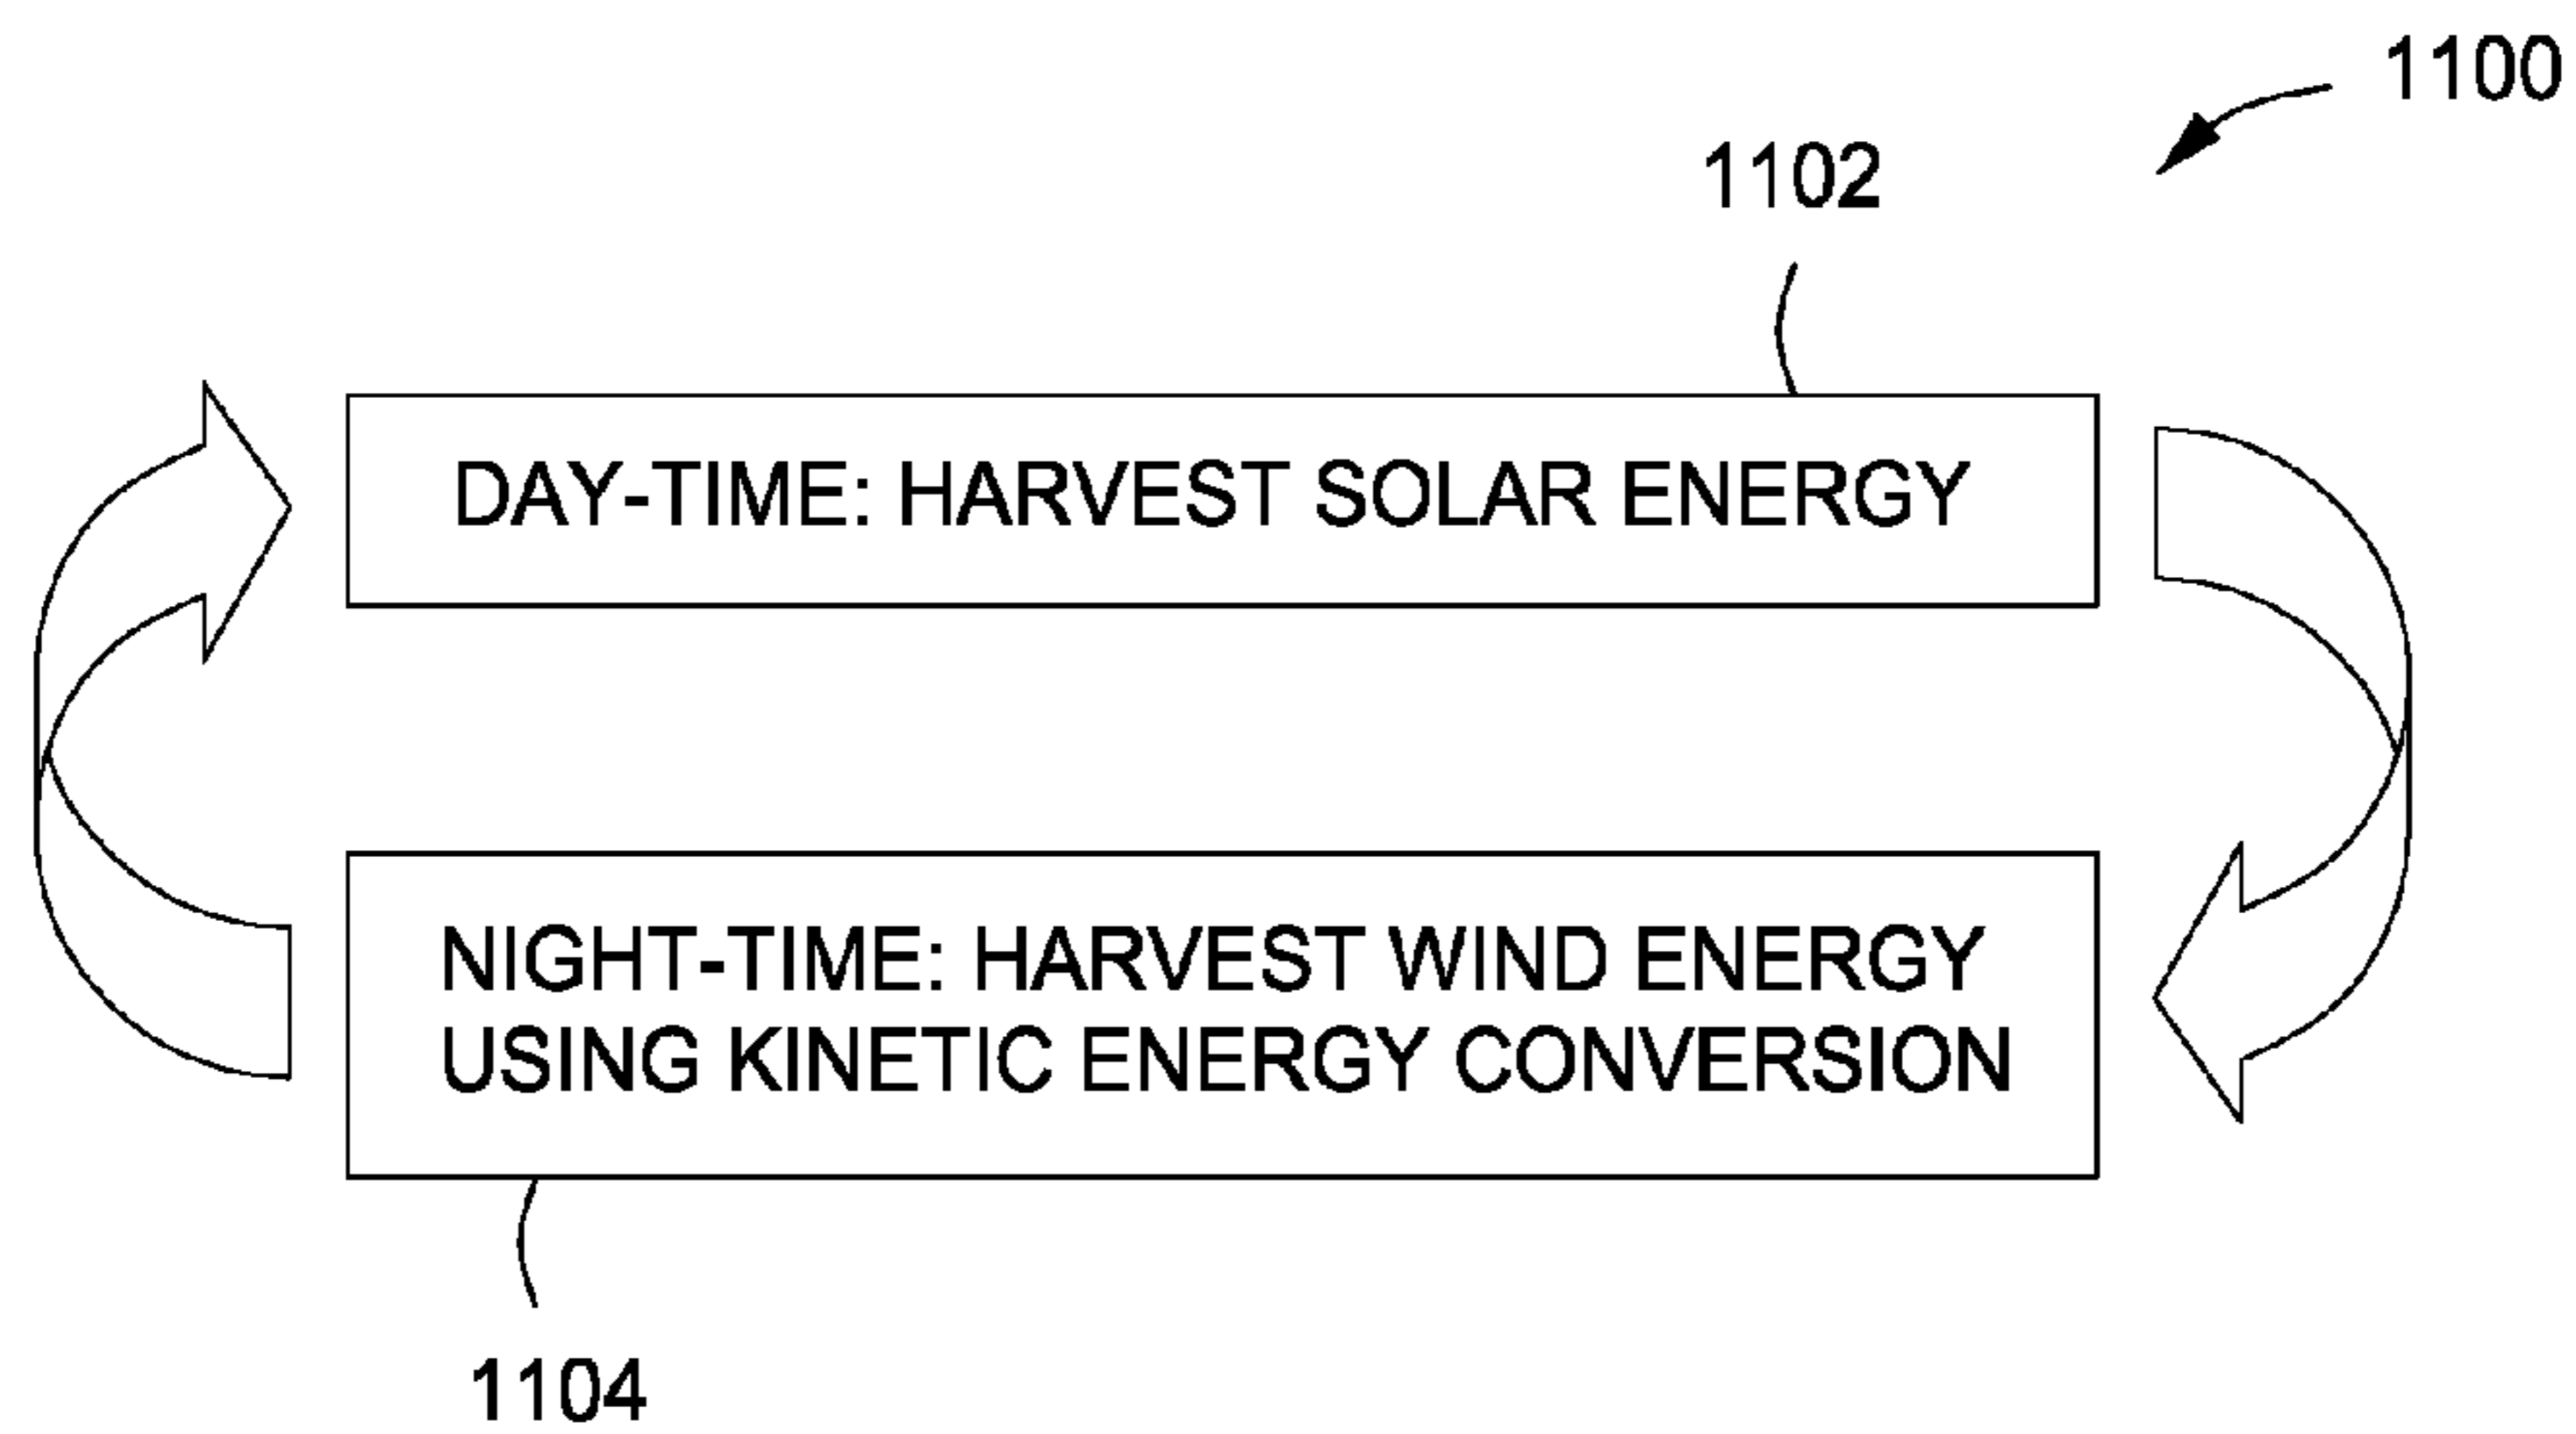 1100
1102
DAY-TIME: HARVEST SOLAR ENERGY
NIGHT-TIME: HARVEST WIND ENERGY
USING KINETIC ENERGY CONVERSION
1104